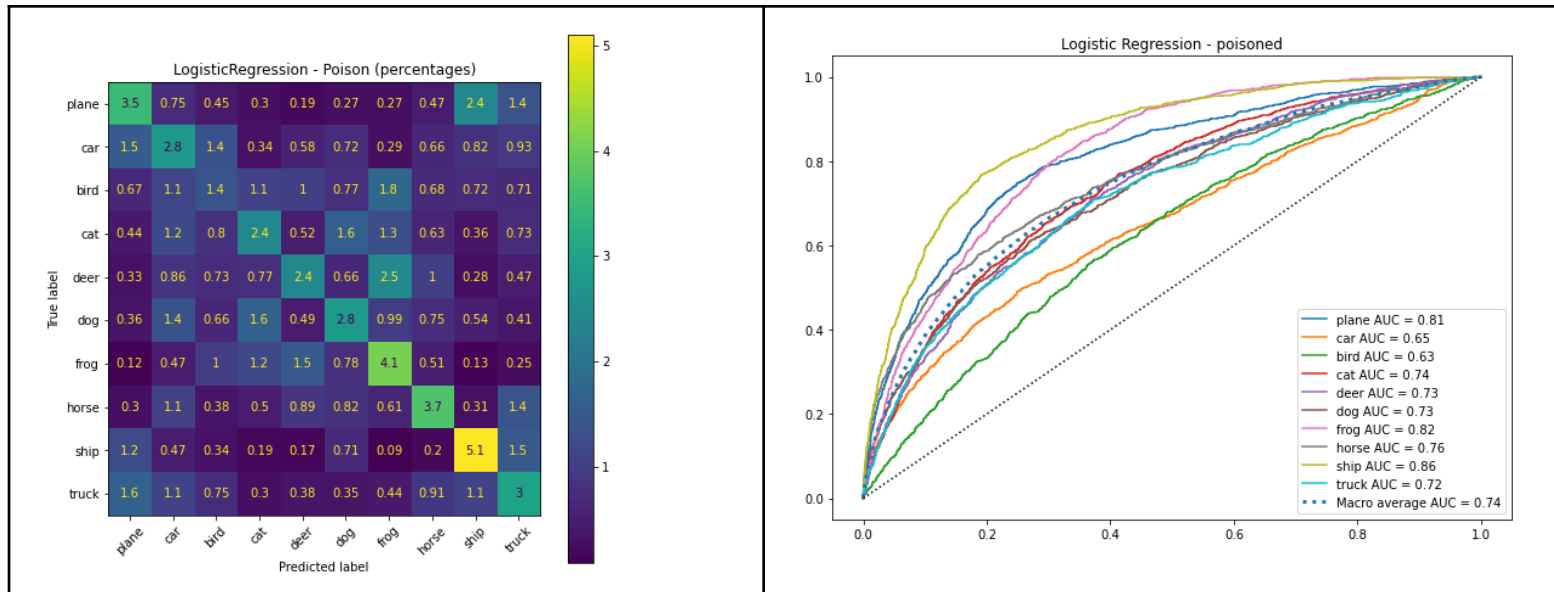 LogisticRegression - Poison (percentages)
plane 3.5 0.75 0.45 0.3 0.19 0.27 0.27 0.47 2.4 1.4
car 1.5 2.8 1.4 0.34 0.58 0.72 0.29 0.66 0.82 0.93
bird 0.67 1.1 1.4 1.1 1 0.77 1.8 0.68 0.72 0.71
cat 0.44 1.2 0.8 2.4 0.52 1.6 1.3 0.63 0.36 0.73
deer 0.33 0.86 0.73 0.77 2.4 0.66 2.5 1 0.28 0.47
dog 0.36 1.4 0.66 1.6 0.49 2.8 0.99 0.75 0.54 0.41
frog 0.12 0.47 1 1.2 1.5 0.78 4.1 0.51 0.13 0.25
horse 0.3 1.1 0.38 0.5 0.89 0.82 0.61 3.7 0.31 1.4
ship 1.2 0.47 0.34 0.19 0.17 0.71 0.09 0.2 5.1 1.5
truck 1.6 1.1 0.75 0.3 0.38 0.35 0.44 0.91 1.1 3
plane car bird cat deer dog frog horse ship truck
True label
Predicted label
5
4
3
2
1
Logistic Regression - poisoned
1.0
0.8
0.6
0.4
0.2
0.0
0.0 0.2 0.4 0.6 0.8 1.0
plane AUC = 0.81
car AUC = 0.65
bird AUC = 0.63
cat AUC = 0.74
deer AUC = 0.73
dog AUC = 0.73
frog AUC = 0.82
horse AUC = 0.76
ship AUC = 0.86
truck AUC = 0.72
Macro average AUC = 0.74